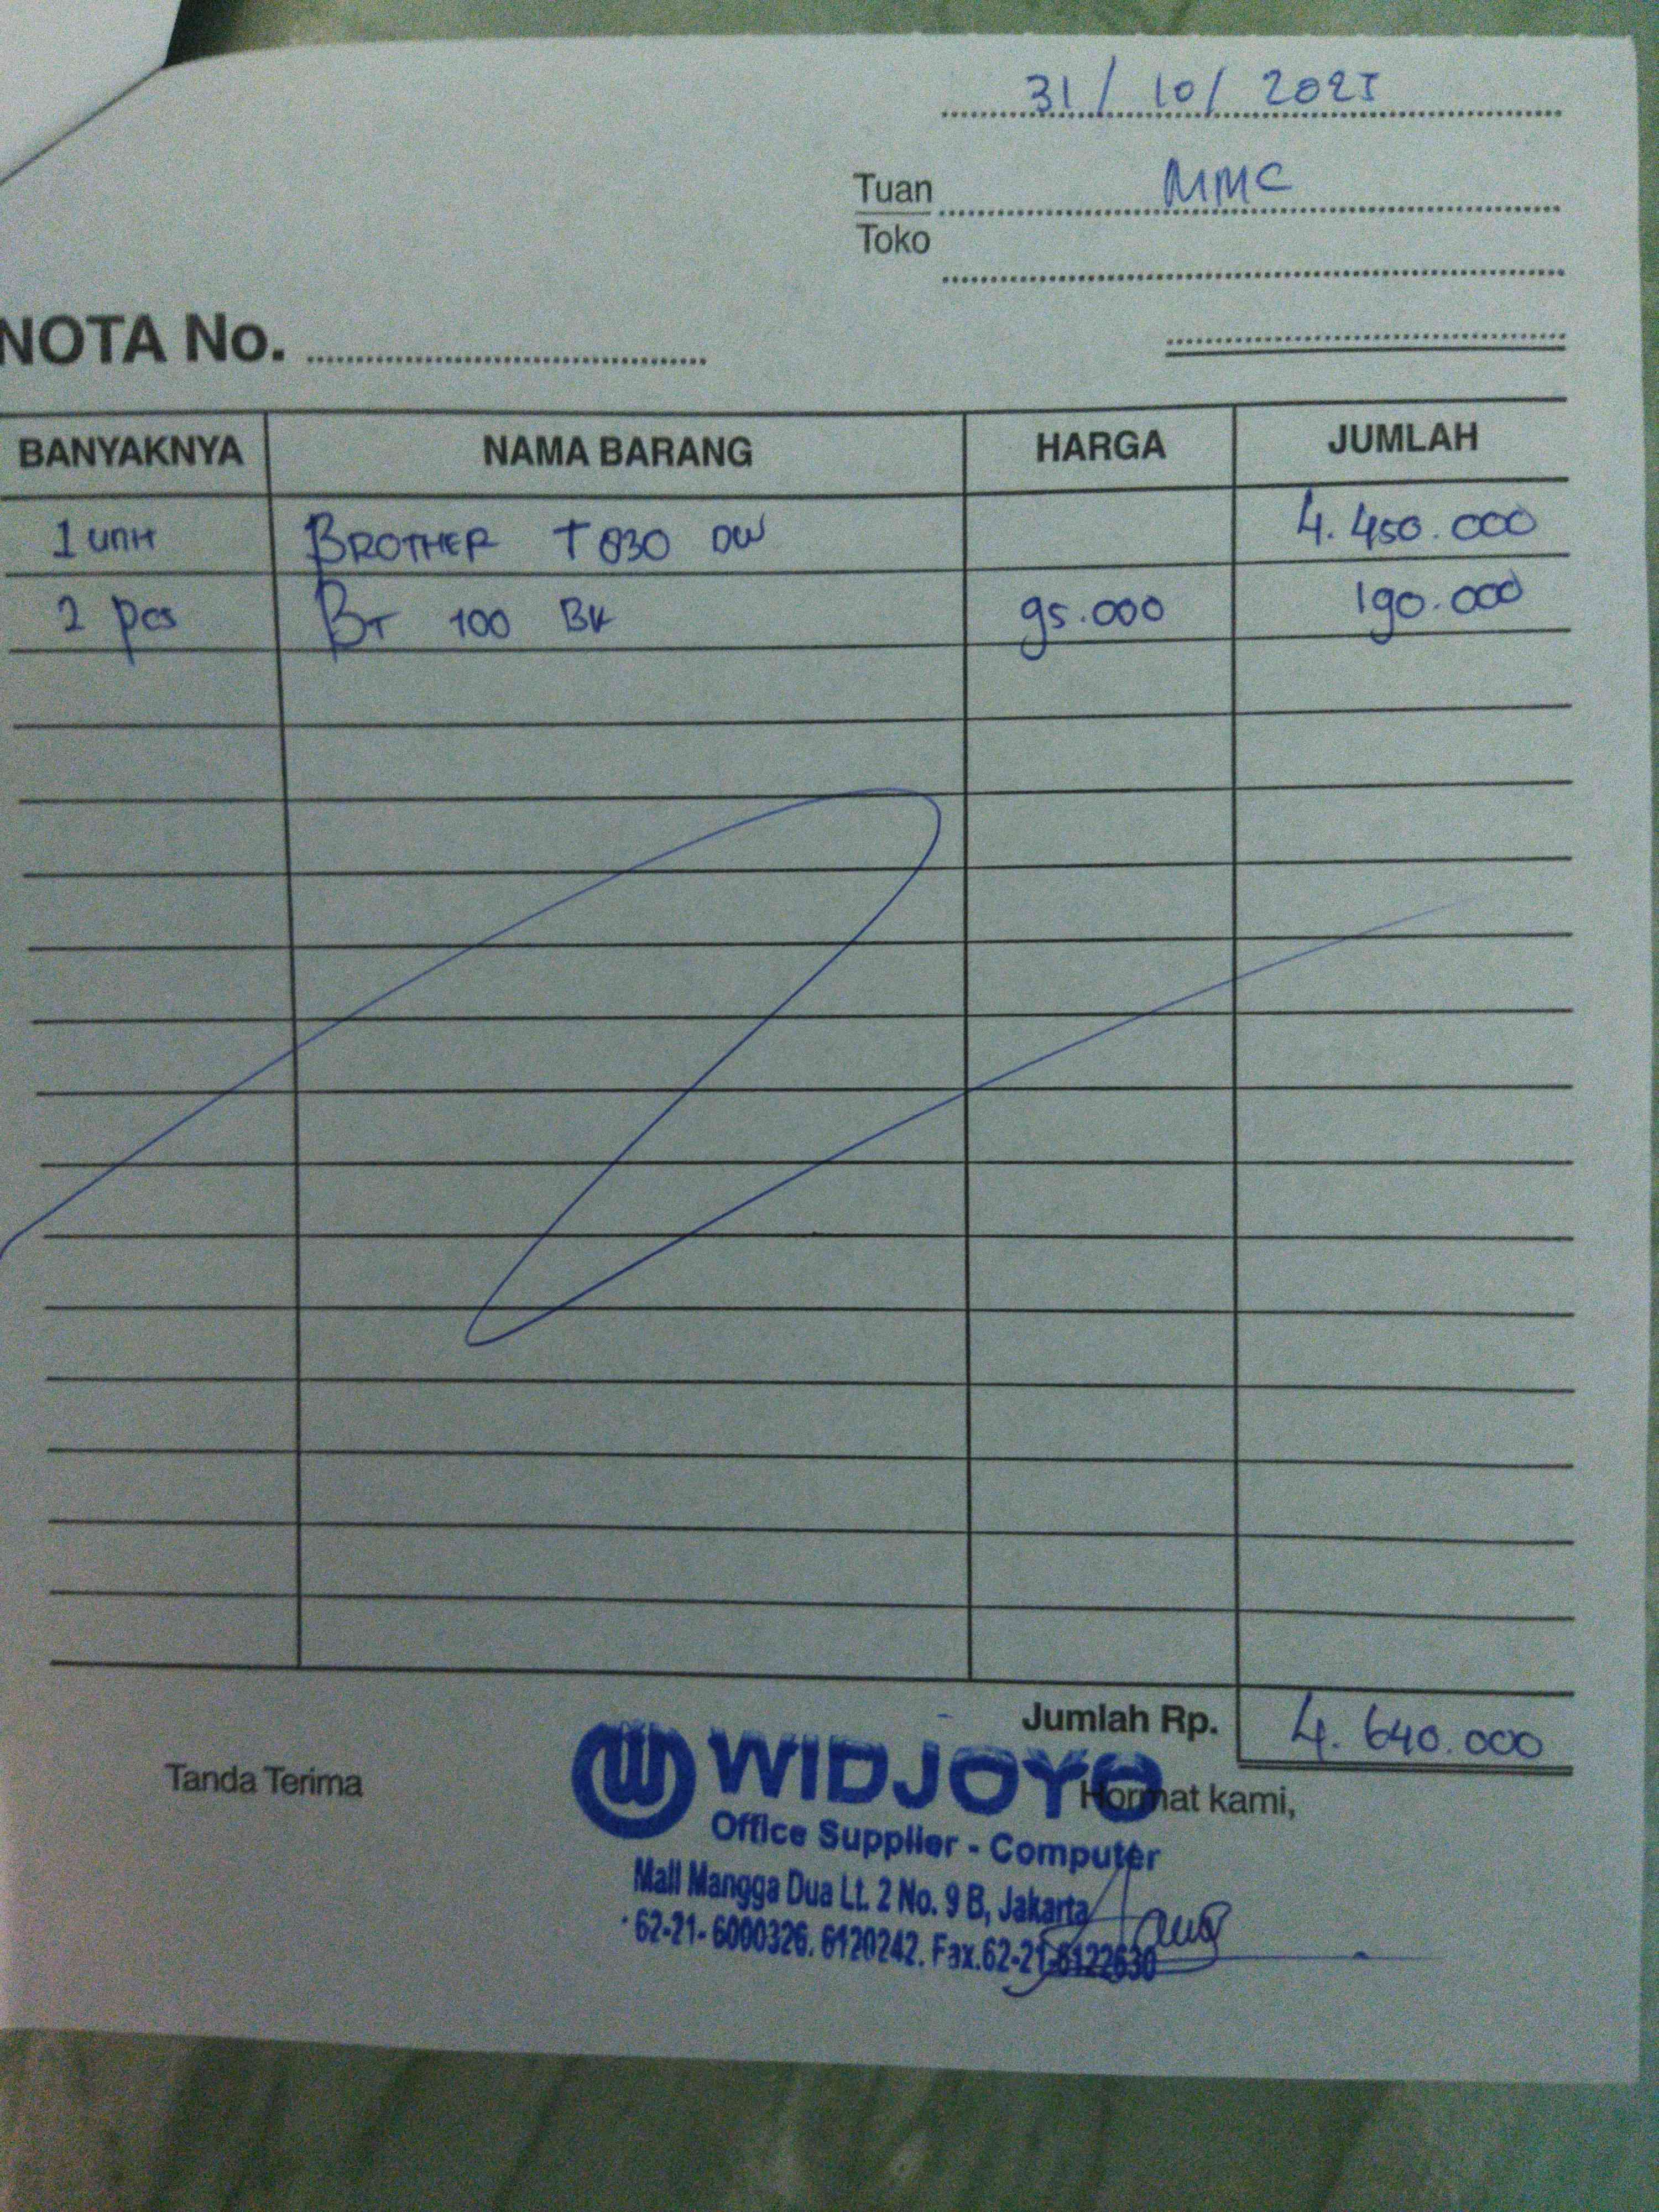 31 / 10 / 2025
Tuan MMC
Toko
NOTA No.
BANYAKNYA NAMA BARANG HARGA JUMLAH
1 unit BROTHER T 830 DW 4.450.000
2 pcs BT 100 BK 95.000 190.000
Jumlah Rp. 4.640.000
Tanda Terima
Hormat kami,
WIDJOYO
Office Supplier - Computer
Mall Mangga Dua Lt. 2 No. 9 B, Jakarta
62-21- 6000326. 6120242. Fax.62-21-6122630